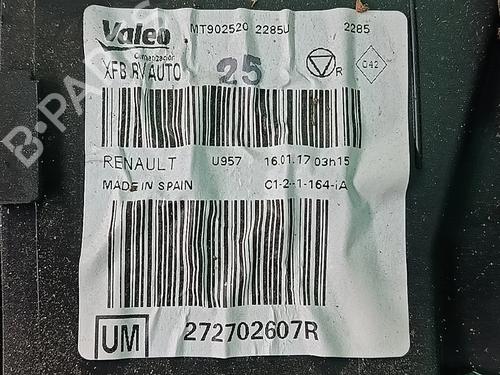 Valeo MT902520 2285U 2285
Climatización
XFB RV AUTO 25 R 042
RENAULT U957 16.01.17 03h15
MADE IN SPAIN C1-2-1-164-IA
UM 272702607R
B-PARTS